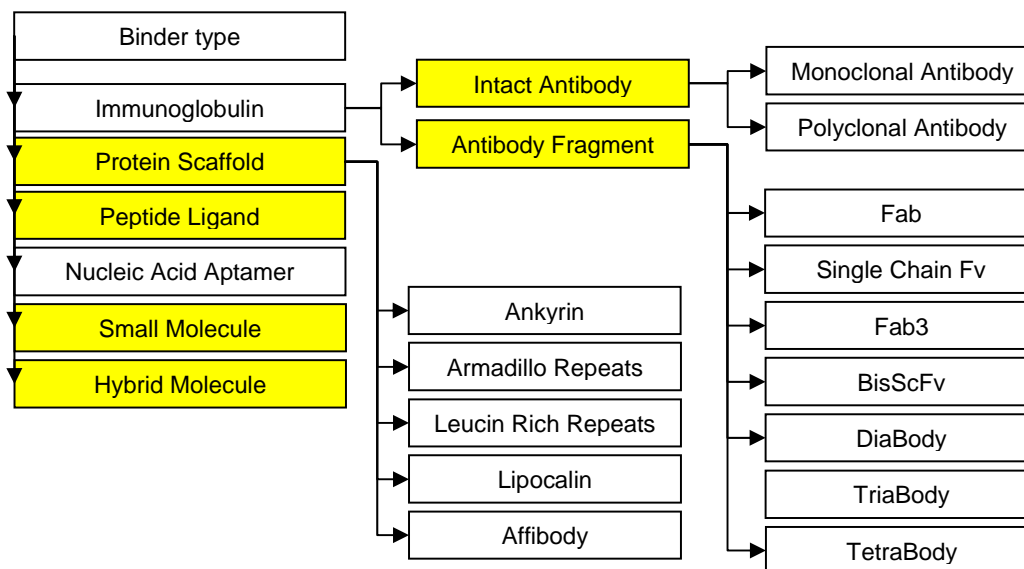 Binder type
Immunoglobulin
Protein Scaffold
Peptide Ligand
Nucleic Acid Aptamer
Small Molecule
Hybrid Molecule
Intact Antibody
Antibody Fragment
Ankyrin
Armadillo Repeats
Leucin Rich Repeats
Lipocalin
Affibody
Monoclonal Antibody
Polyclonal Antibody
Fab
Single Chain Fv
Fab3
BisScFv
DiaBody
TriaBody
TetraBody